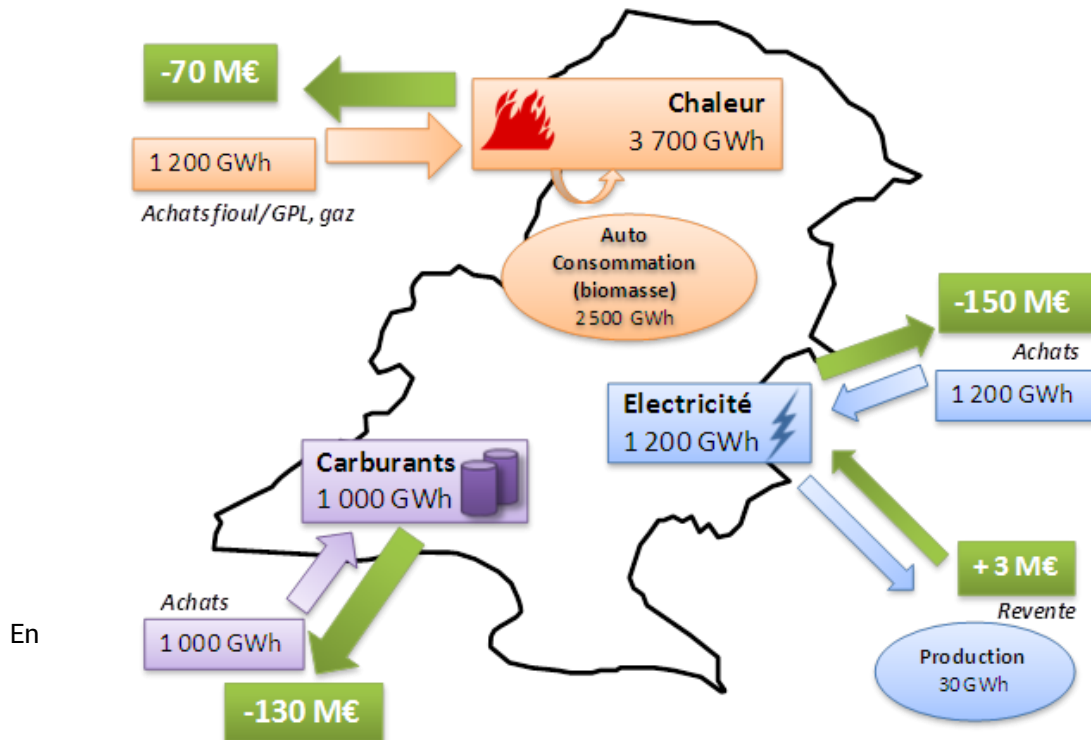 -70 M€
1 200 GWh
Achats fioul/GPL, gaz
Chaleur
3 700 GWh
Auto
Consommation
(biomasse)
2500 GWh
-150 M€
Achats
1 200 GWh
Electricité
1 200 GWh
Carburants
1 000 GWh
Achats
1 000 GWh
-130 M€
+ 3 M€
Revente
Production
30 GWh
En